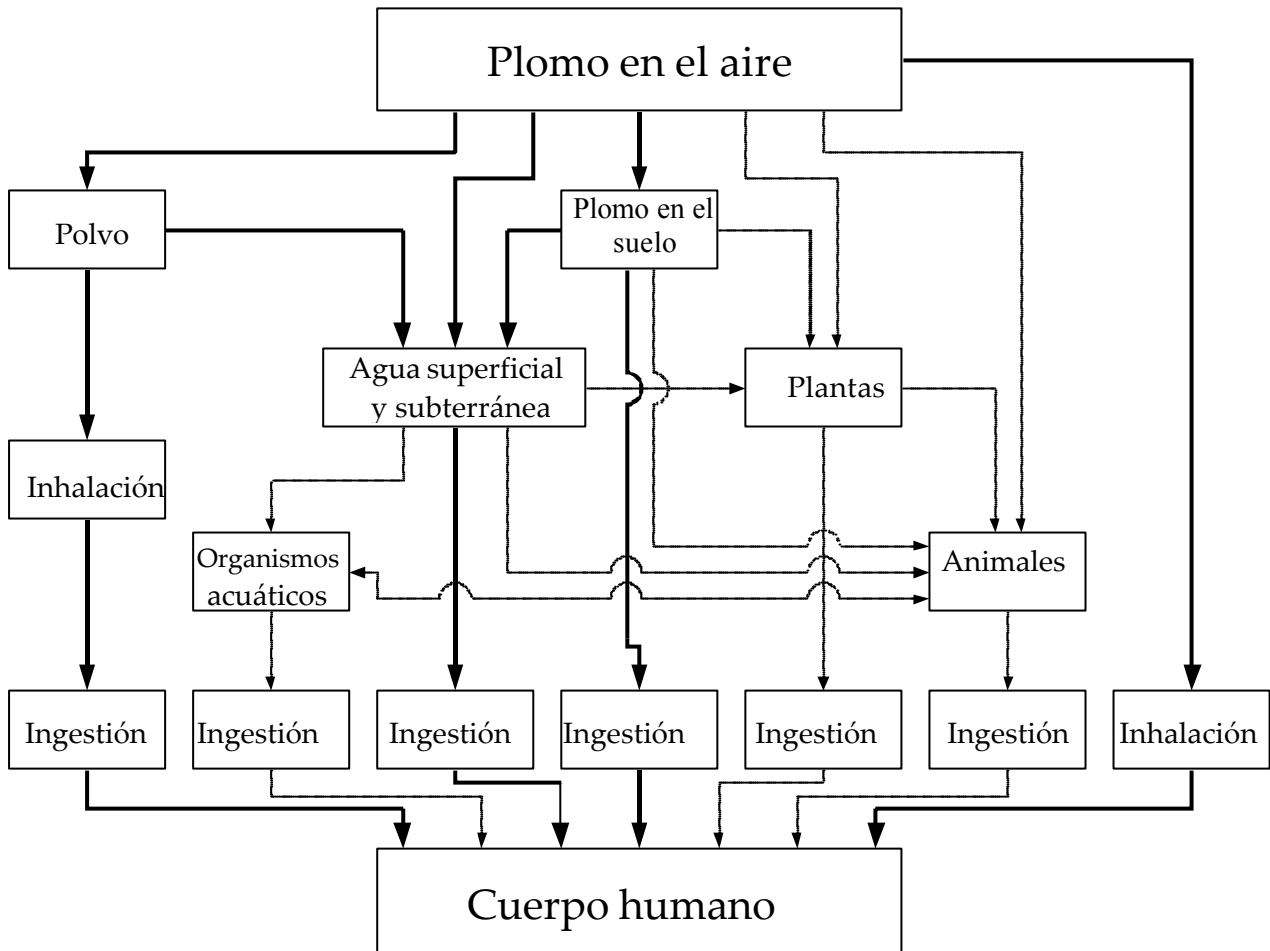 Plomo en el aire
Polvo
Plomo en el
suelo
Agua superficial
y subterránea
Plantas
Inhalación
Organismos
acuáticos
Animales
Ingestión
Ingestión
Ingestión
Ingestión
Ingestión
Ingestión
Inhalación
Cuerpo humano